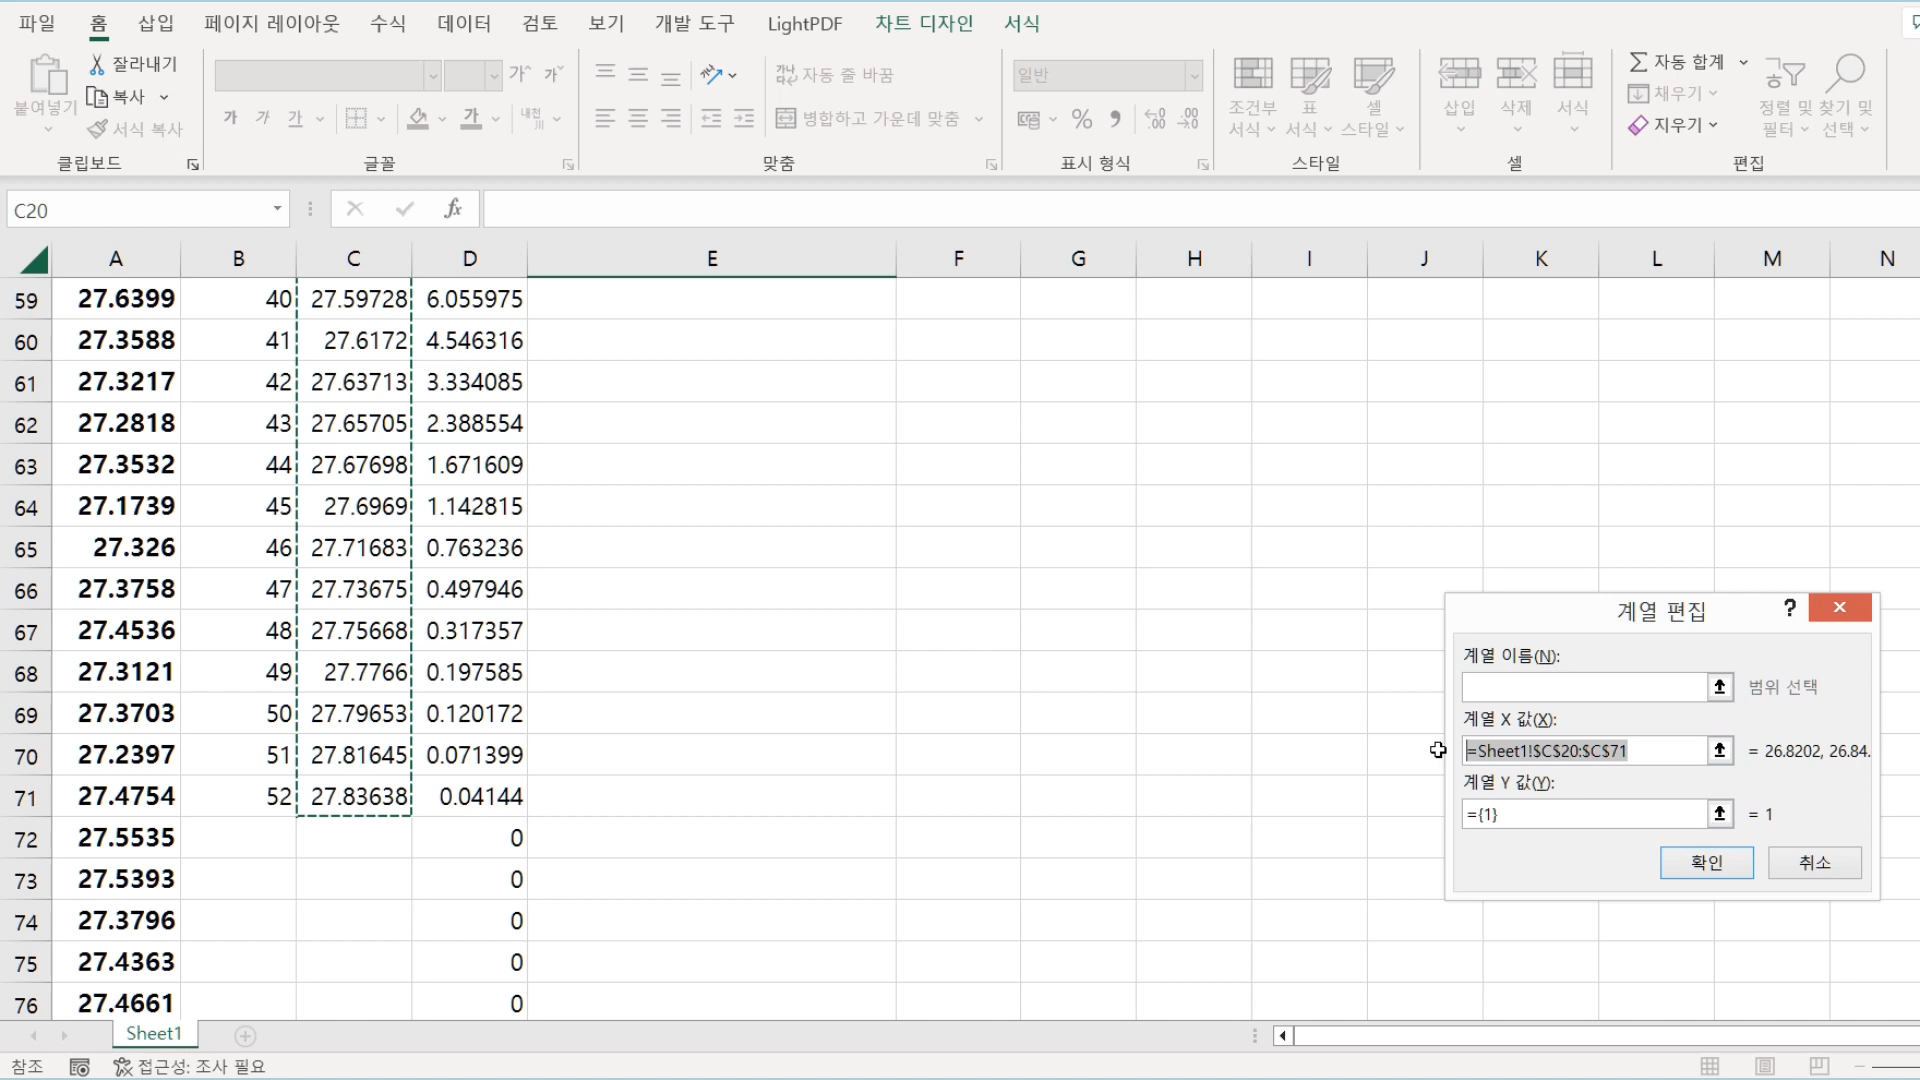 파일 홈 삽입 페이지 레이아웃 수식 데이터 검토 보기 개발 도구 LightPDF 차트 디자인 서식
붙여넣기 잘라내기 복사 서식 복사
가 가 가 가 가 가
자동 줄 바꿈
병합하고 가운데 맞춤
일반
%
조건부 서식 표 서식 셀 스타일
삽입 삭제 서식
자동 합계
채우기
지우기
정렬 및 필터 찾기 및 선택
클립보드 글꼴 맞춤 표시 형식 스타일 셀 편집
C20 fx
A B C D E F G H I J K L M N
59 27.6399 40 27.59728 6.055975
60 27.3588 41 27.6172 4.546316
61 27.3217 42 27.63713 3.334085
62 27.2818 43 27.65705 2.388554
63 27.3532 44 27.67698 1.671609
64 27.1739 45 27.6969 1.142815
65 27.326 46 27.71683 0.763236
66 27.3758 47 27.73675 0.497946
67 27.4536 48 27.75668 0.317357
68 27.3121 49 27.7766 0.197585
69 27.3703 50 27.79653 0.120172
70 27.2397 51 27.81645 0.071399
71 27.4754 52 27.83638 0.04144
72 27.5535 0
73 27.5393 0
74 27.3796 0
75 27.4363 0
76 27.4661 0
계열 편집 ?
계열 이름(N):
범위 선택
계열 X 값(X):
=Sheet1!$C$20:$C$71 = 26.8202, 26.84.
계열 Y 값(Y):
={1} = 1
확인 취소
Sheet1
참조 접근성: 조사 필요